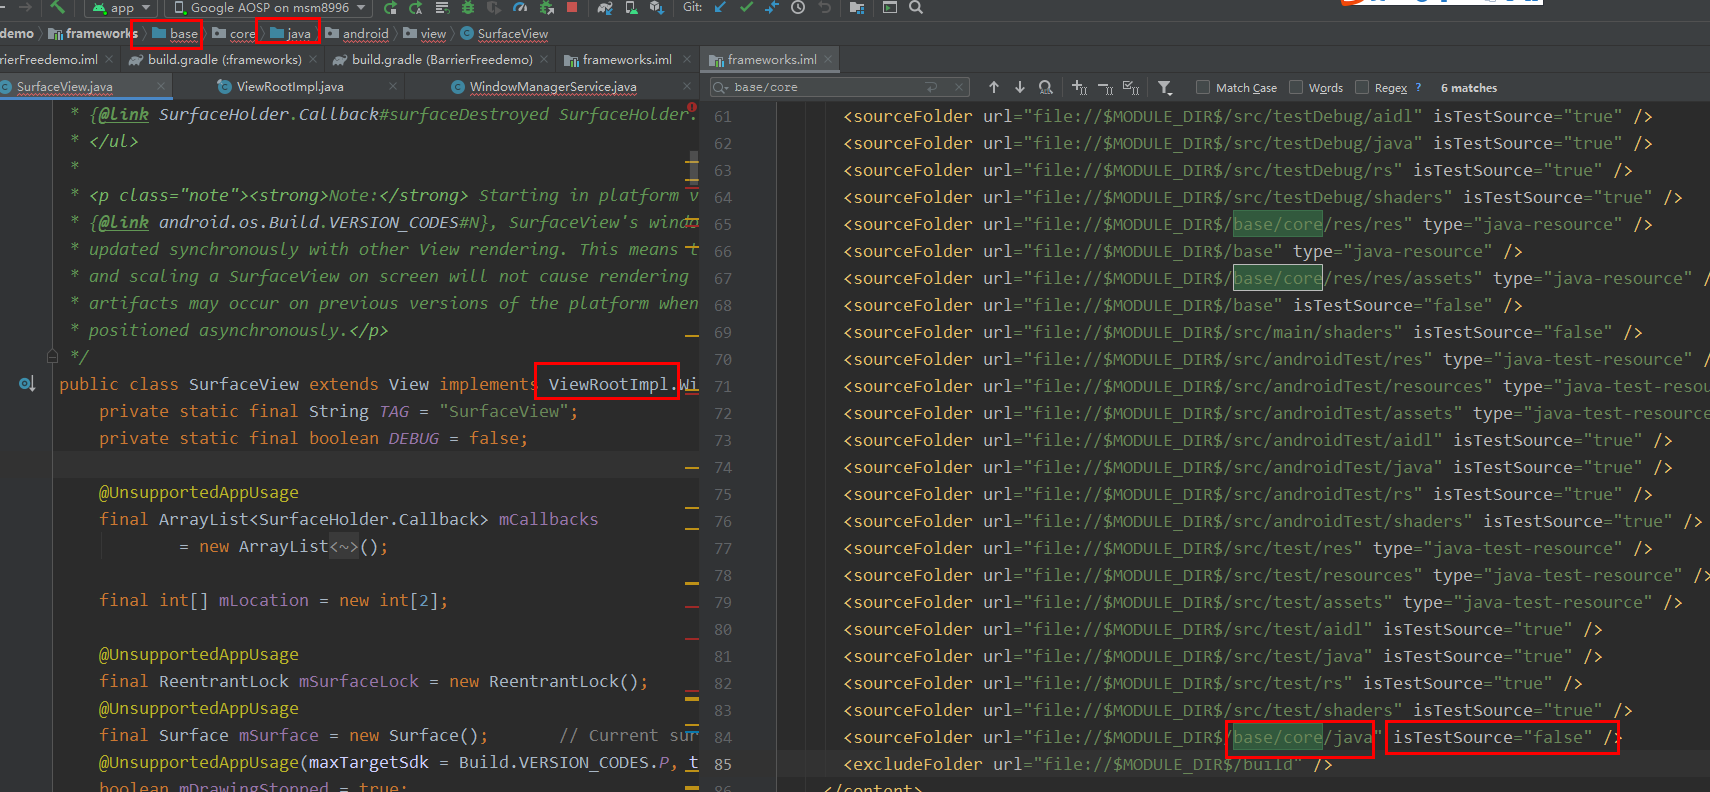 app
Google AOSP on msm8996
Git:
demo frameworks base core java android view SurfaceView
rierFreedemo.iml build.gradle (:frameworks) build.gradle (BarrierFreedemo) frameworks.iml frameworks.iml
SurfaceView.java ViewRootImpl.java WindowManagerService.java
base/core Match Case Words Regex ? 6 matches
* {@link SurfaceHolder.Callback#surfaceDestroyed SurfaceHolder.
* </ul>
*
* <p class="note"><strong>Note:</strong> Starting in platform v
* {@link android.os.Build.VERSION_CODES#N}, SurfaceView's windo
* updated synchronously with other View rendering. This means t
* and scaling a SurfaceView on screen will not cause rendering
* artifacts may occur on previous versions of the platform when
* positioned asynchronously.</p>
*/
public class SurfaceView extends View implements ViewRootImpl.Wi
private static final String TAG = "SurfaceView";
private static final boolean DEBUG = false;
@UnsupportedAppUsage
final ArrayList<SurfaceHolder.Callback> mCallbacks
= new ArrayList<~>();
final int[] mLocation = new int[2];
@UnsupportedAppUsage
final ReentrantLock mSurfaceLock = new ReentrantLock();
@UnsupportedAppUsage
final Surface mSurface = new Surface(); // Current sur
@UnsupportedAppUsage(maxTargetSdk = Build.VERSION_CODES.P, t
boolean mDrawingStopped = true;
61 <sourceFolder url="file://$MODULE_DIR$/src/testDebug/aidl" isTestSource="true" />
62 <sourceFolder url="file://$MODULE_DIR$/src/testDebug/java" isTestSource="true" />
63 <sourceFolder url="file://$MODULE_DIR$/src/testDebug/rs" isTestSource="true" />
64 <sourceFolder url="file://$MODULE_DIR$/src/testDebug/shaders" isTestSource="true" />
65 <sourceFolder url="file://$MODULE_DIR$/base/core/res/res" type="java-resource" />
66 <sourceFolder url="file://$MODULE_DIR$/base" type="java-resource" />
67 <sourceFolder url="file://$MODULE_DIR$/base/core/res/res/assets" type="java-resource" /
68 <sourceFolder url="file://$MODULE_DIR$/base" isTestSource="false" />
69 <sourceFolder url="file://$MODULE_DIR$/src/main/shaders" isTestSource="false" />
70 <sourceFolder url="file://$MODULE_DIR$/src/androidTest/res" type="java-test-resource" />
71 <sourceFolder url="file://$MODULE_DIR$/src/androidTest/resources" type="java-test-resou
72 <sourceFolder url="file://$MODULE_DIR$/src/androidTest/assets" type="java-test-resource
73 <sourceFolder url="file://$MODULE_DIR$/src/androidTest/aidl" isTestSource="true" />
74 <sourceFolder url="file://$MODULE_DIR$/src/androidTest/java" isTestSource="true" />
75 <sourceFolder url="file://$MODULE_DIR$/src/androidTest/rs" isTestSource="true" />
76 <sourceFolder url="file://$MODULE_DIR$/src/androidTest/shaders" isTestSource="true" />
77 <sourceFolder url="file://$MODULE_DIR$/src/test/res" type="java-test-resource" />
78 <sourceFolder url="file://$MODULE_DIR$/src/test/resources" type="java-test-resource" />
79 <sourceFolder url="file://$MODULE_DIR$/src/test/assets" type="java-test-resource" />
80 <sourceFolder url="file://$MODULE_DIR$/src/test/aidl" isTestSource="true" />
81 <sourceFolder url="file://$MODULE_DIR$/src/test/java" isTestSource="true" />
82 <sourceFolder url="file://$MODULE_DIR$/src/test/rs" isTestSource="true" />
83 <sourceFolder url="file://$MODULE_DIR$/src/test/shaders" isTestSource="true" />
84 <sourceFolder url="file://$MODULE_DIR$/base/core/java" isTestSource="false" />
85 <excludeFolder url="file://$MODULE_DIR$/build" />
</content>